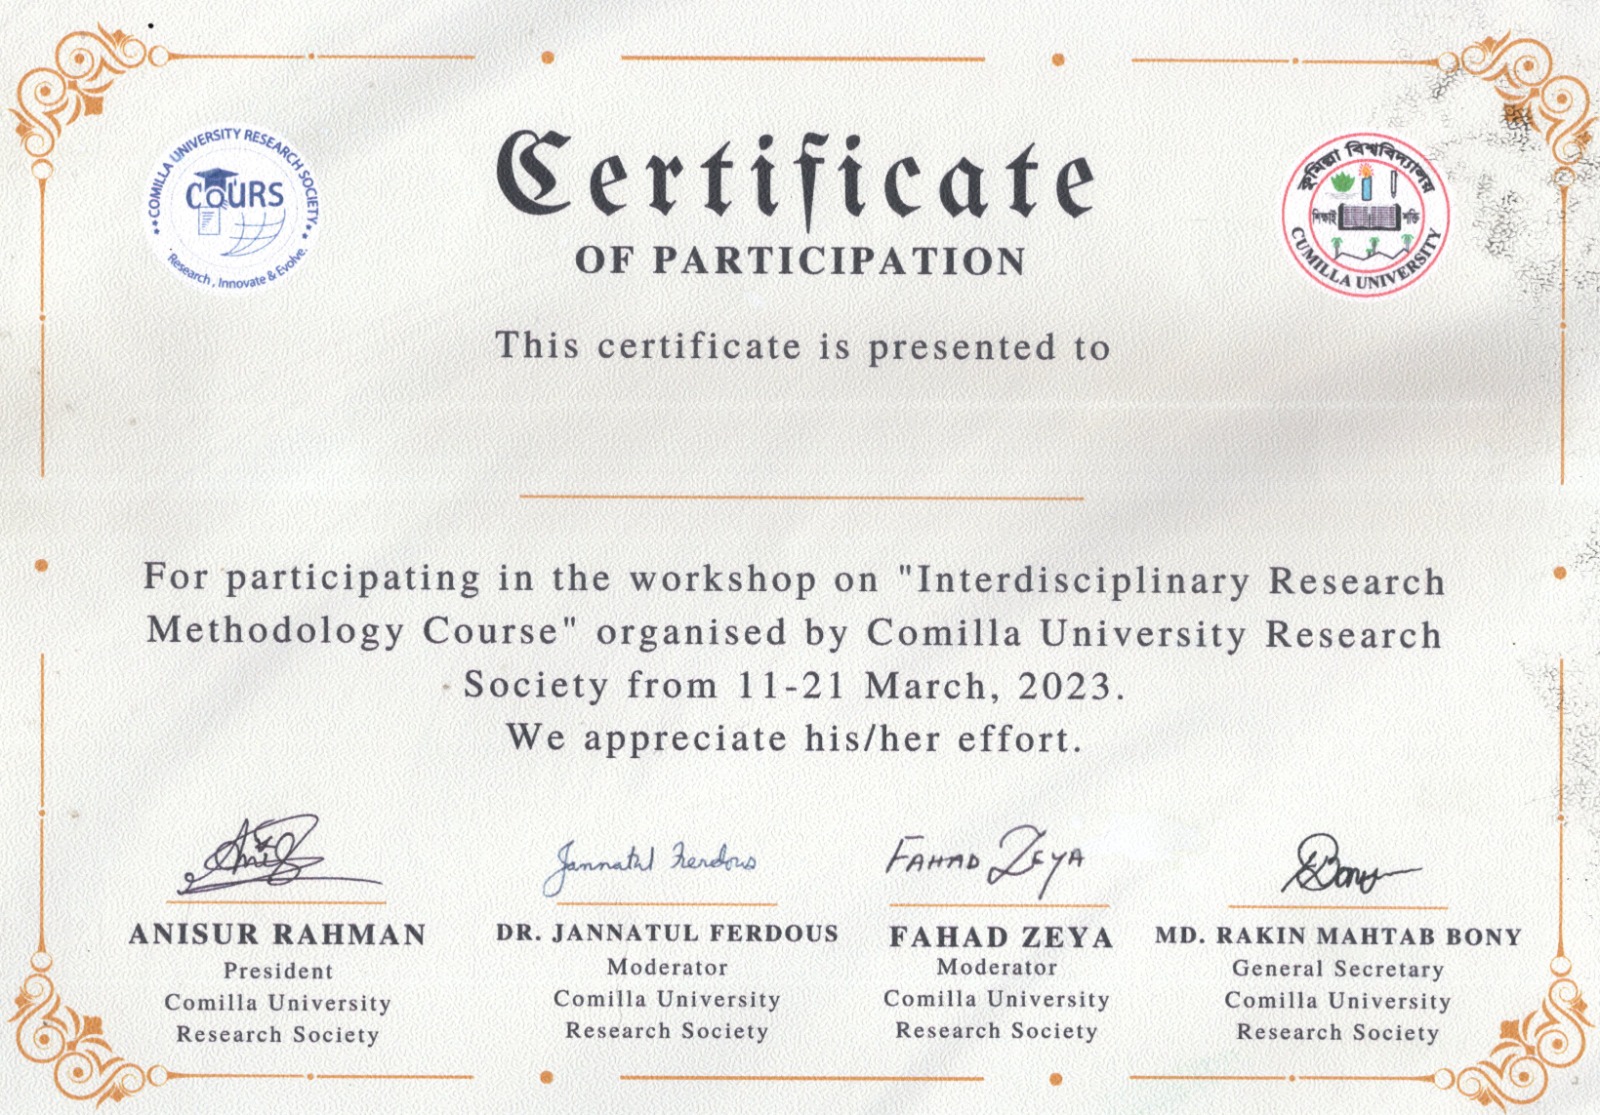 COMILLA UNIVERSITY RESEARCH SOCIETY
COURS
Research, Innovate & Evolve.
Certificate
OF PARTICIPATION
কুমিল্লা বিশ্ববিদ্যালয়
শিক্ষাই শক্তি
CUMILLA UNIVERSITY
This certificate is presented to
For participating in the workshop on "Interdisciplinary Research
Methodology Course" organised by Comilla University Research
Society from 11-21 March, 2023.
We appreciate his/her effort.
Jannatul Ferdous
FAHAD ZEYA
Bony
ANISUR RAHMAN
President
Comilla University
Research Society
DR. JANNATUL FERDOUS
Moderator
Comilla University
Research Society
FAHAD ZEYA
Moderator
Comilla University
Research Society
MD. RAKIN MAHTAB BONY
General Secretary
Comilla University
Research Society